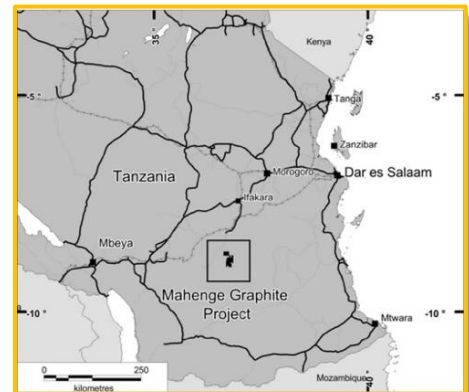 35°
40°
Kenya
-5°
-5°
Tanga
Zanzibar
Tanzania
Morogoro
Dar es Salaam
Ifakara
Mbeya
Mahenge Graphite
Project
-10°
-10°
Mtwara
0
250
kilometres
Mozambique
40°